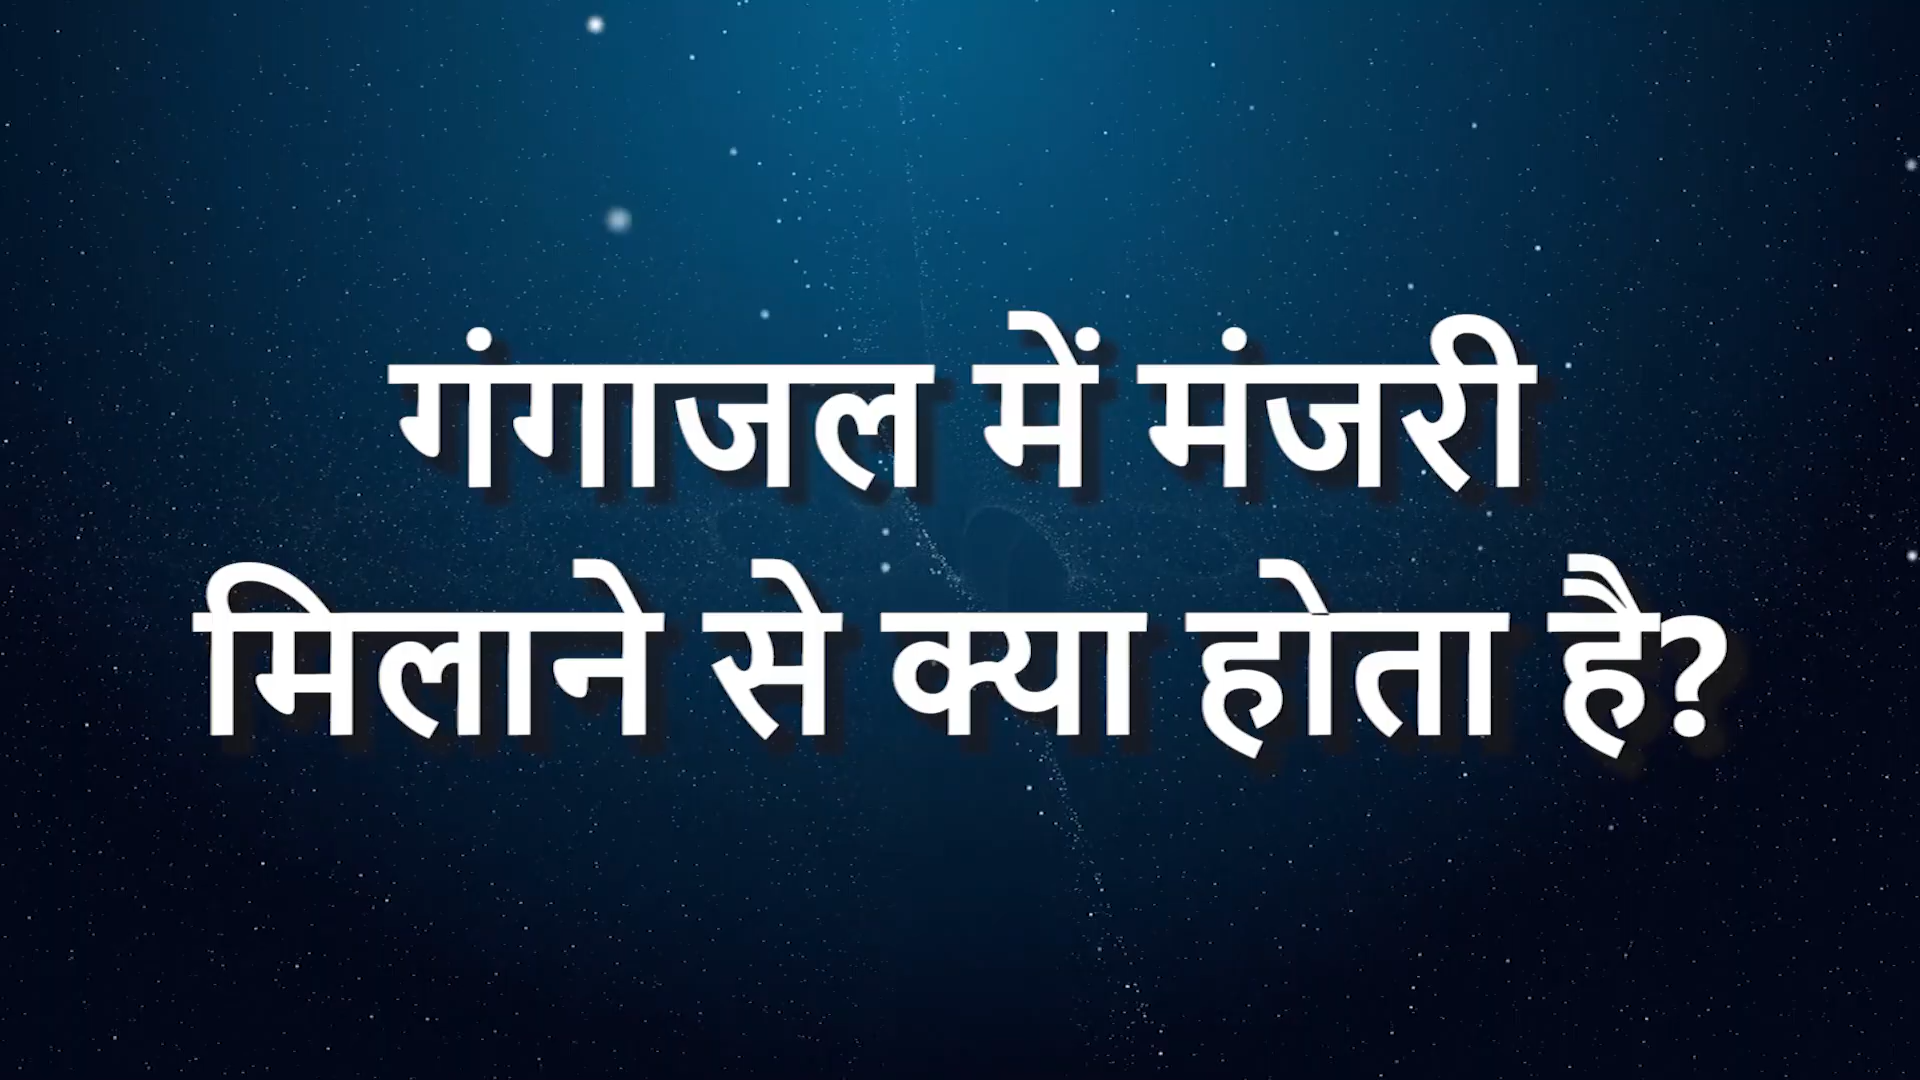 गंगाजल में मंजरी
मिलाने से क्या होता है?